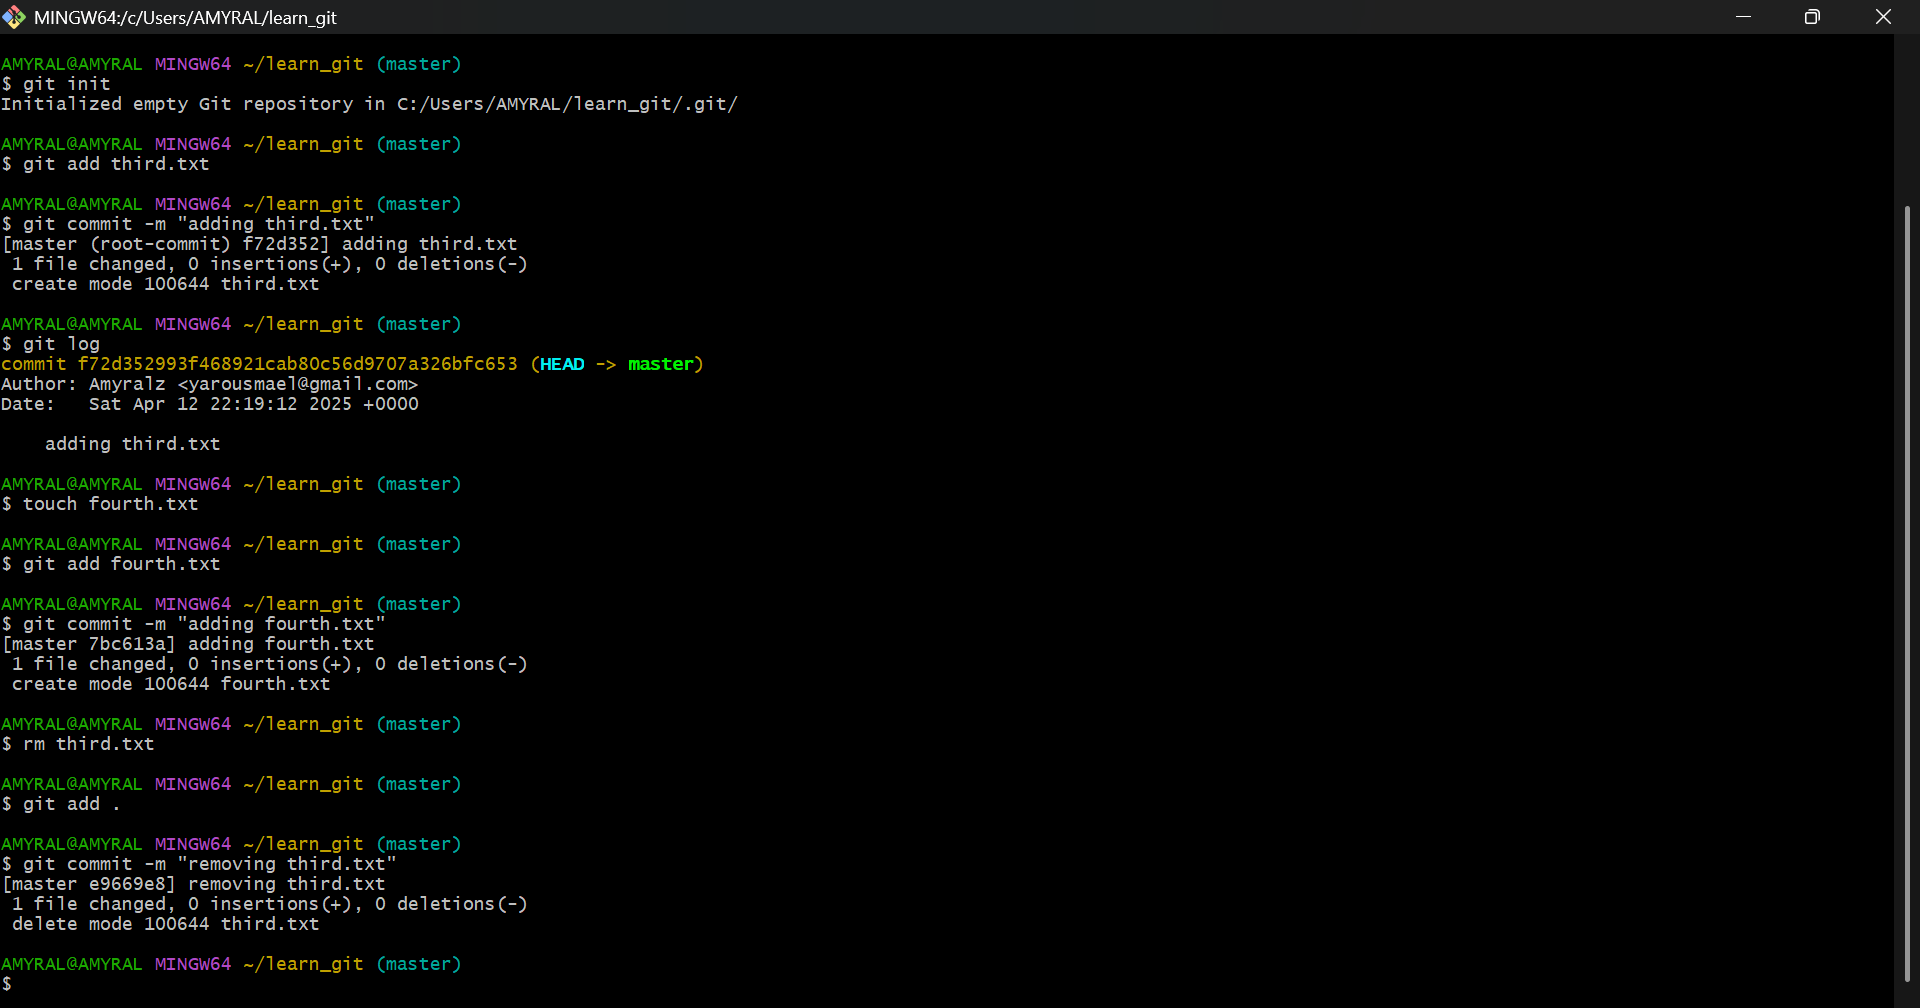 MINGW64:/c/Users/AMYRAL/learn_git
AMYRAL@AMYRAL MINGW64 ~/learn_git (master)
$ git init
Initialized empty Git repository in C:/Users/AMYRAL/learn_git/.git/
AMYRAL@AMYRAL MINGW64 ~/learn_git (master)
$ git add third.txt
AMYRAL@AMYRAL MINGW64 ~/learn_git (master)
$ git commit -m "adding third.txt"
[master (root-commit) f72d352] adding third.txt
 1 file changed, 0 insertions(+), 0 deletions(-)
 create mode 100644 third.txt
AMYRAL@AMYRAL MINGW64 ~/learn_git (master)
$ git log
commit f72d352993f468921cab80c56d9707a326bfc653 (HEAD -> master)
Author: Amyralz <yarousmael@gmail.com>
Date:   Sat Apr 12 22:19:12 2025 +0000
    adding third.txt
AMYRAL@AMYRAL MINGW64 ~/learn_git (master)
$ touch fourth.txt
AMYRAL@AMYRAL MINGW64 ~/learn_git (master)
$ git add fourth.txt
AMYRAL@AMYRAL MINGW64 ~/learn_git (master)
$ git commit -m "adding fourth.txt"
[master 7bc613a] adding fourth.txt
 1 file changed, 0 insertions(+), 0 deletions(-)
 create mode 100644 fourth.txt
AMYRAL@AMYRAL MINGW64 ~/learn_git (master)
$ rm third.txt
AMYRAL@AMYRAL MINGW64 ~/learn_git (master)
$ git add .
AMYRAL@AMYRAL MINGW64 ~/learn_git (master)
$ git commit -m "removing third.txt"
[master e9669e8] removing third.txt
 1 file changed, 0 insertions(+), 0 deletions(-)
 delete mode 100644 third.txt
AMYRAL@AMYRAL MINGW64 ~/learn_git (master)
$